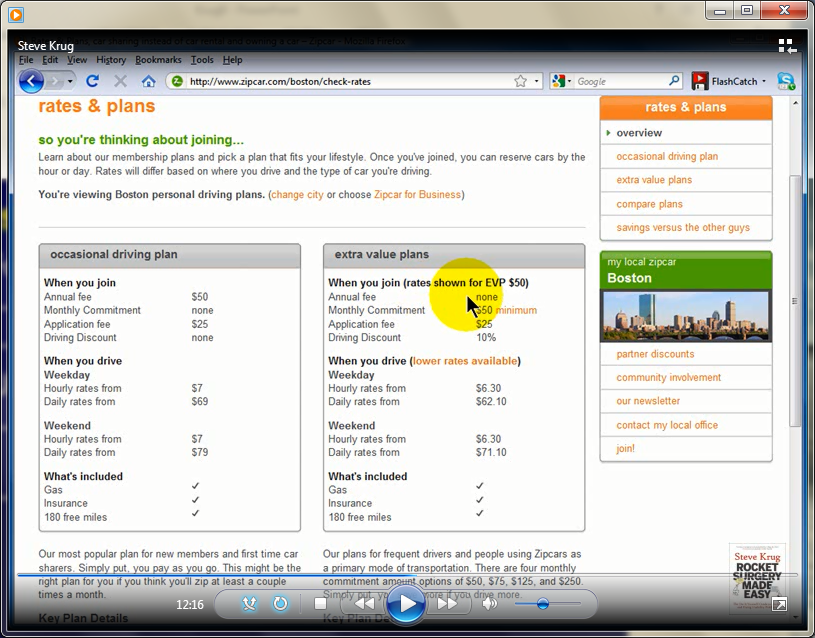 Steve Krug
File Edit View History Bookmarks Tools Help
http://www.zipcar.com/boston/check-rates
Google
FlashCatch
rates & plans
so you're thinking about joining...
Learn about our membership plans and pick a plan that fits your lifestyle. Once you've joined, you can reserve cars by the
hour or day. Rates will differ based on where you drive and the type of car you're driving.
You're viewing Boston personal driving plans. (change city or choose Zipcar for Business)
occasional driving plan
When you join
Annual fee $50
Monthly Commitment none
Application fee $25
Driving Discount none
When you drive
Weekday
Hourly rates from $7
Daily rates from $69
Weekend
Hourly rates from $7
Daily rates from $79
What's included
Gas
Insurance
180 free miles
Our most popular plan for new members and first time car
sharers. Simply put, you pay as you go. This might be the
right plan for you if you think you'll zip at least a couple
times a month.
Key Plan Details
extra value plans
When you join (rates shown for EVP $50)
Annual fee none
Monthly Commitment $50 minimum
Application fee $25
Driving Discount 10%
When you drive (lower rates available)
Weekday
Hourly rates from $6.30
Daily rates from $62.10
Weekend
Hourly rates from $6.30
Daily rates from $71.10
What's included
Gas
Insurance
180 free miles
Our plans for frequent drivers and people using Zipcars as
a primary mode of transportation. There are four monthly
commitment amount options of $50, $75, $125, and $250.
Simply put, you save more if you drive more.
Key Plan Details
rates & plans
overview
occasional driving plan
extra value plans
compare plans
savings versus the other guys
my local zipcar
Boston
partner discounts
community involvement
our newsletter
contact my local office
join!
Steve Krug
ROCKET
SURGERY
MADE
EASY
12:16